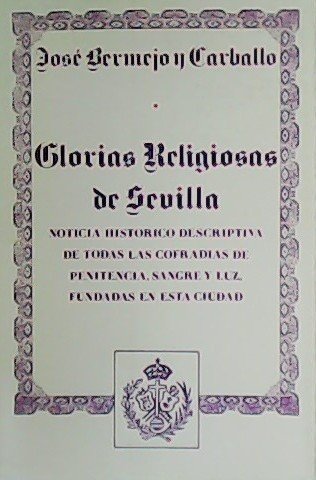 José Bermejo y Carballo
Glorias Religiosas
de Sevilla
NOTICIA HISTORICO DESCRIPTIVA
DE TODAS LAS COFRADIAS DE
PENITENCIA, SANGRE Y LUZ,
FUNDADAS EN ESTA CIUDAD